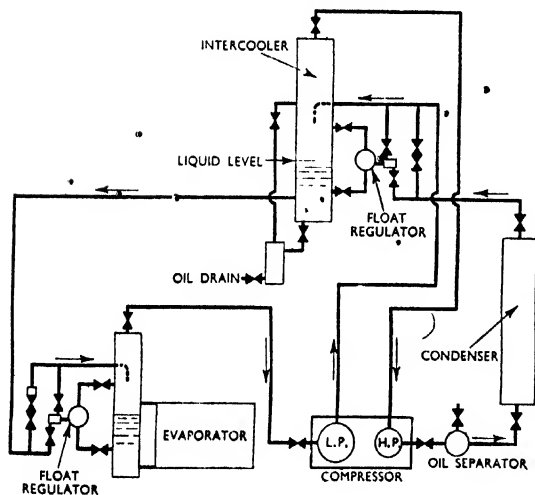 INTERCOOLER
LIQUID LEVEL
FLOAT
REGULATOR
OIL DRAIN
CONDENSER
EVAPORATOR
FLOAT
REGULATOR
L.P.
H.P.
COMPRESSOR
OIL SEPARATOR